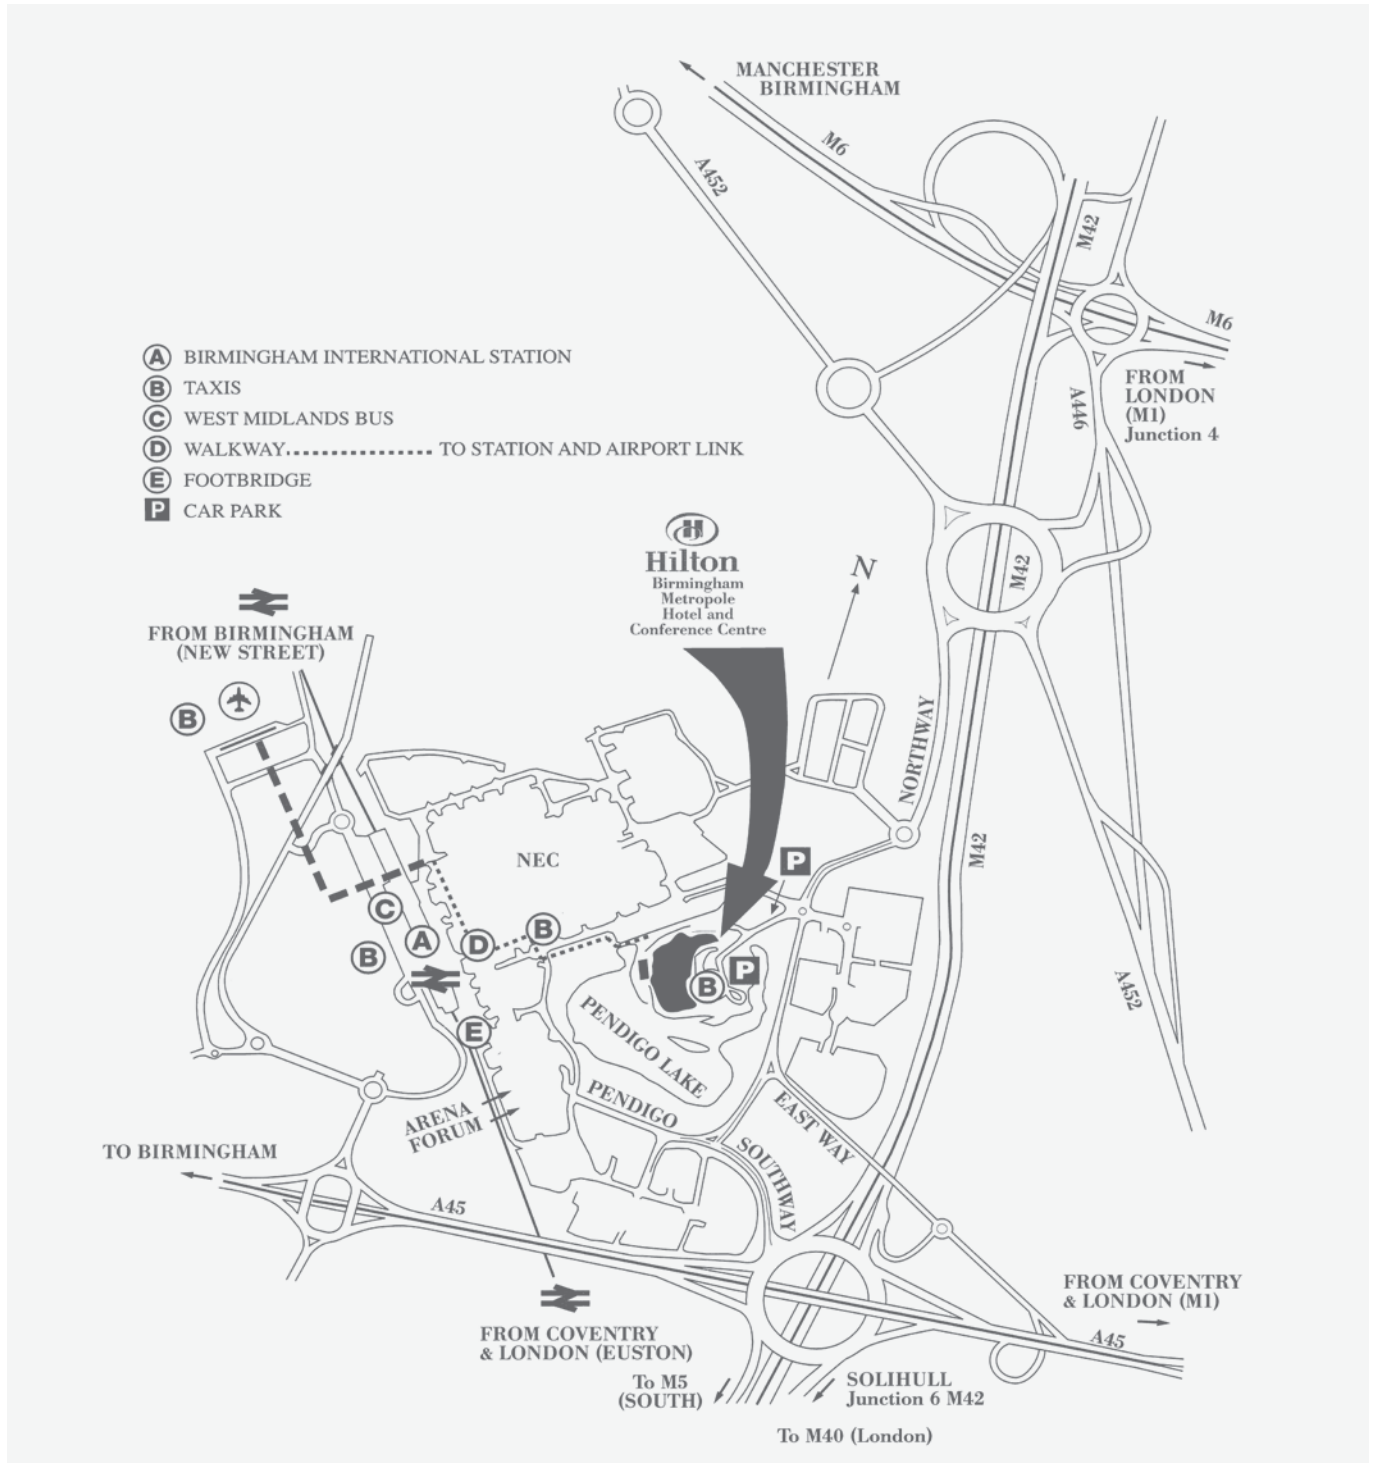 MANCHESTER
BIRMINGHAM
M6
A452
M42
M6
FROM
LONDON
(M1)
Junction 4
A446
A BIRMINGHAM INTERNATIONAL STATION
B TAXIS
C WEST MIDLANDS BUS
D WALKWAY.................... TO STATION AND AIRPORT LINK
E FOOTBRIDGE
P CAR PARK
H
Hilton
Birmingham
Metropole
Hotel and
Conference Centre
N
M42
FROM BIRMINGHAM
(NEW STREET)
B
NORTHWAY
M42
NEC
P
C
B
A
D
B
B
P
E
A452
PENDIGO LAKE
PENDIGO
EAST WAY
SOUTHWAY
ARENA
FORUM
TO BIRMINGHAM
A45
FROM COVENTRY
& LONDON (M1)
A45
FROM COVENTRY
& LONDON (EUSTON)
To M5
(SOUTH)
SOLIHULL
Junction 6 M42
To M40 (London)